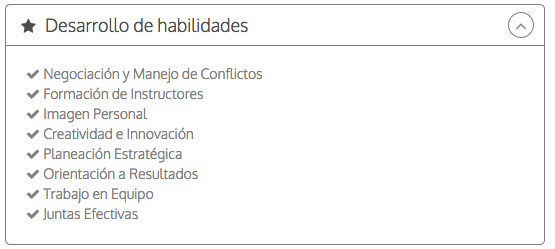 Desarrollo de habilidades
Negociación y Manejo de Conflictos
Formación de Instructores
Imagen Personal
Creatividad e Innovación
Planeación Estratégica
Orientación a Resultados
Trabajo en Equipo
Juntas Efectivas